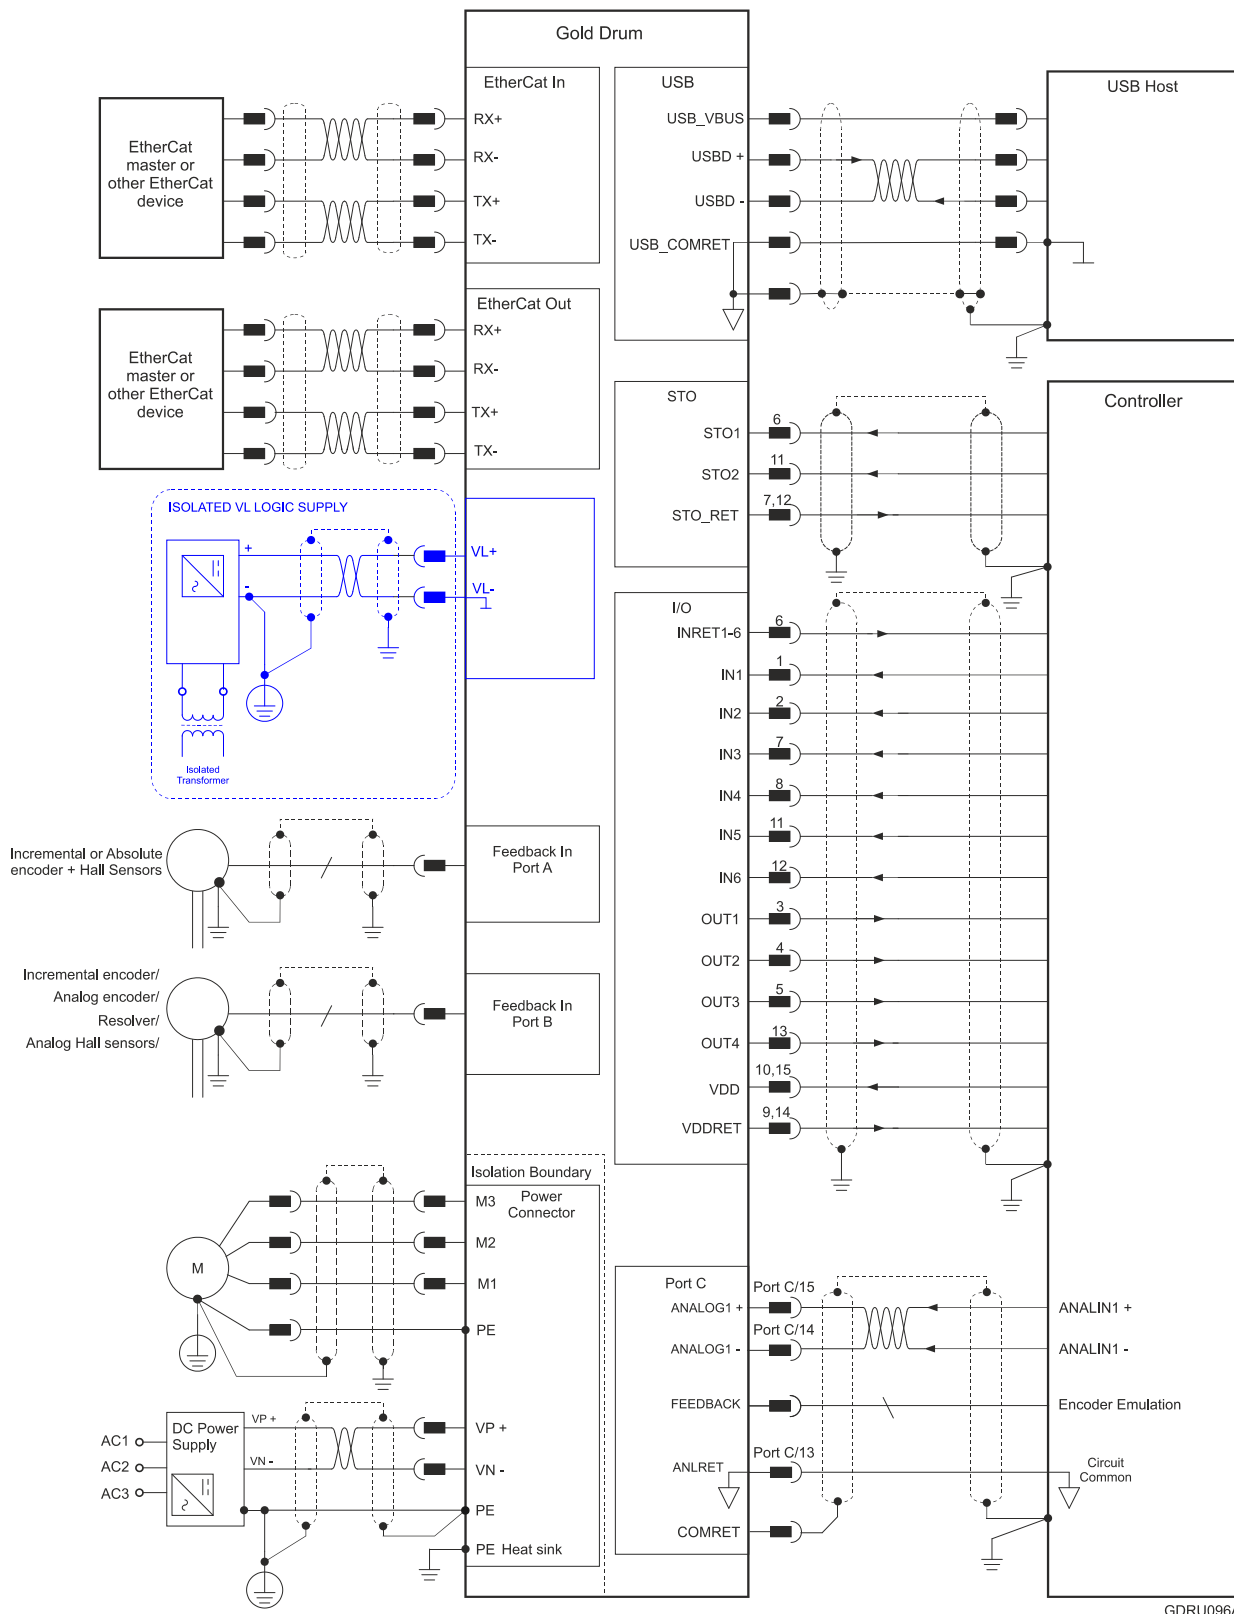 Gold Drum
EtherCat In
USB
USB Host
RX+
RX-
TX+
TX-
EtherCat
master or
other EtherCat
device
USB_VBUS
USBD +
USBD -
USB_COMRET
EtherCat Out
RX+
RX-
TX+
TX-
EtherCat
master or
other EtherCat
device
STO
Controller
STO1
6
STO2
11
STO_RET
7,12
ISOLATED VL LOGIC SUPPLY
+
-
VL+
VL-
Isolated
Transformer
I/O
INRET1-6
6
IN1
1
IN2
2
IN3
7
IN4
8
IN5
11
IN6
12
OUT1
3
OUT2
4
OUT3
5
OUT4
13
VDD
10,15
VDDRET
9,14
Incremental or Absolute
encoder + Hall Sensors
Feedback In
Port A
Incremental encoder/
Analog encoder/
Resolver/
Analog Hall sensors/
Feedback In
Port B
Isolation Boundary
Power
Connector
M3
M2
M1
PE
M
Port C
ANALOG1 +
Port C/15
ANALIN1 +
ANALOG1 -
Port C/14
ANALIN1 -
FEEDBACK
Encoder Emulation
ANLRET
Port C/13
Circuit
Common
COMRET
DC Power
Supply
AC1
AC2
AC3
VP +
VN -
VP +
VN -
PE
PE Heat sink